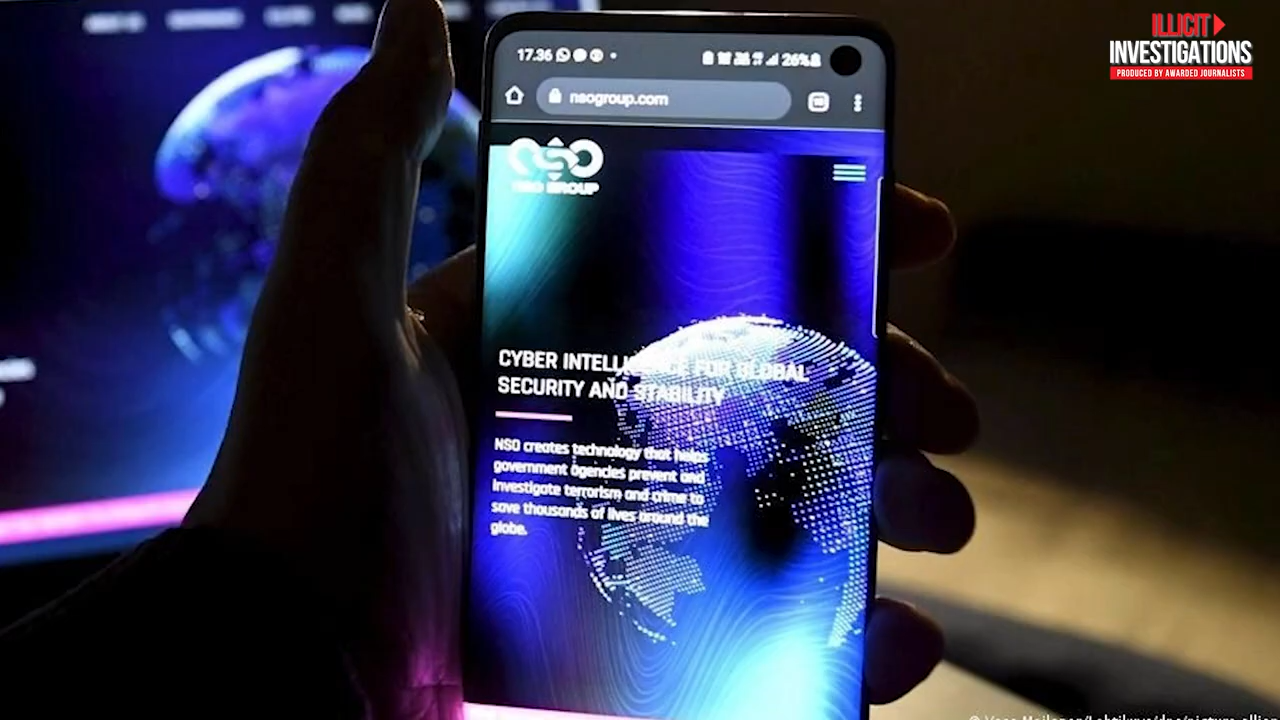 ILLICIT
INVESTIGATIONS
PRODUCED BY AWARDED JOURNALISTS
17.36
26%
nsogroup.com
NSO GROUP
CYBER INTELLIGENCE FOR GLOBAL
SECURITY AND STABILITY
NSO creates technology that helps
government agencies prevent and
investigate terrorism and crime to
save thousands of lives around the
globe.